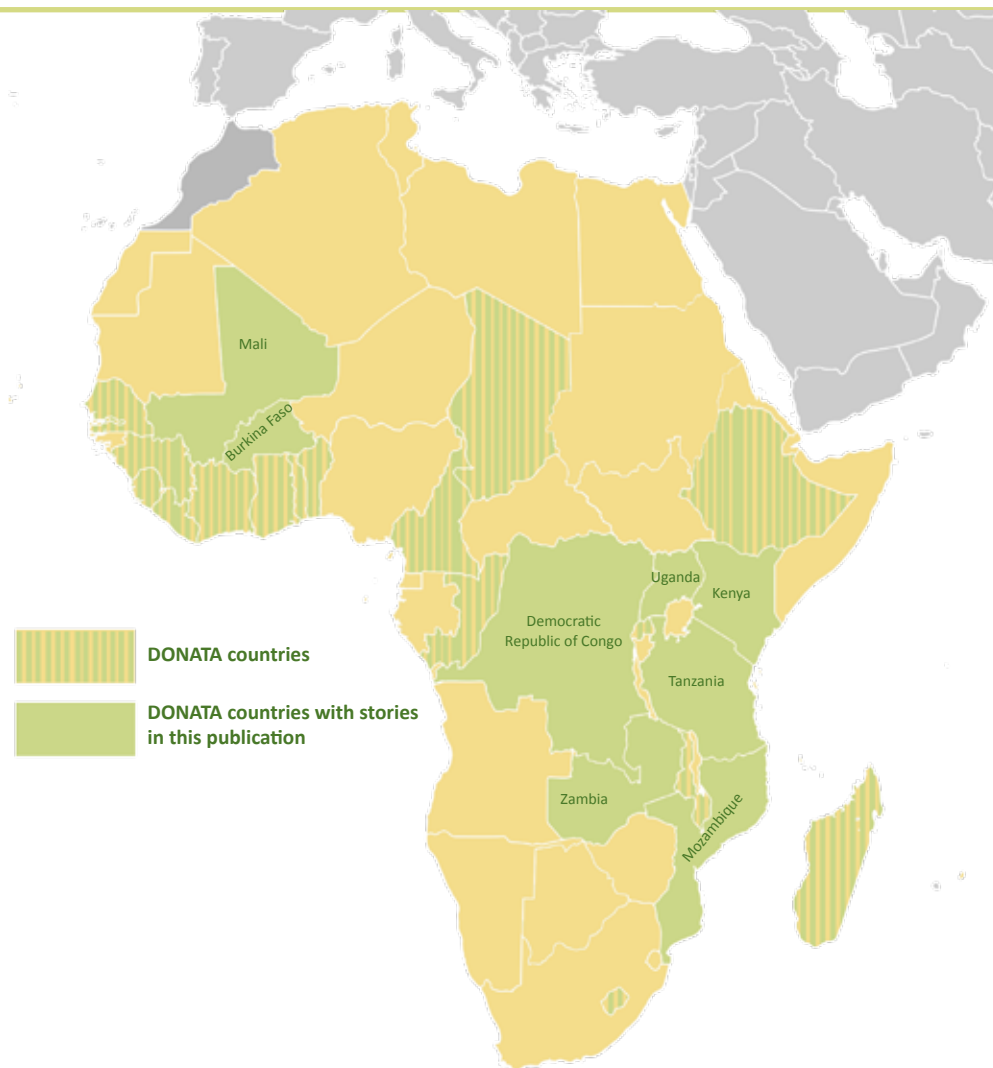 Mali
Burkina Faso
Uganda
Kenya
Democratic
Republic of Congo
Tanzania
DONATA countries
DONATA countries with stories
in this publication
Zambia
Mozambique